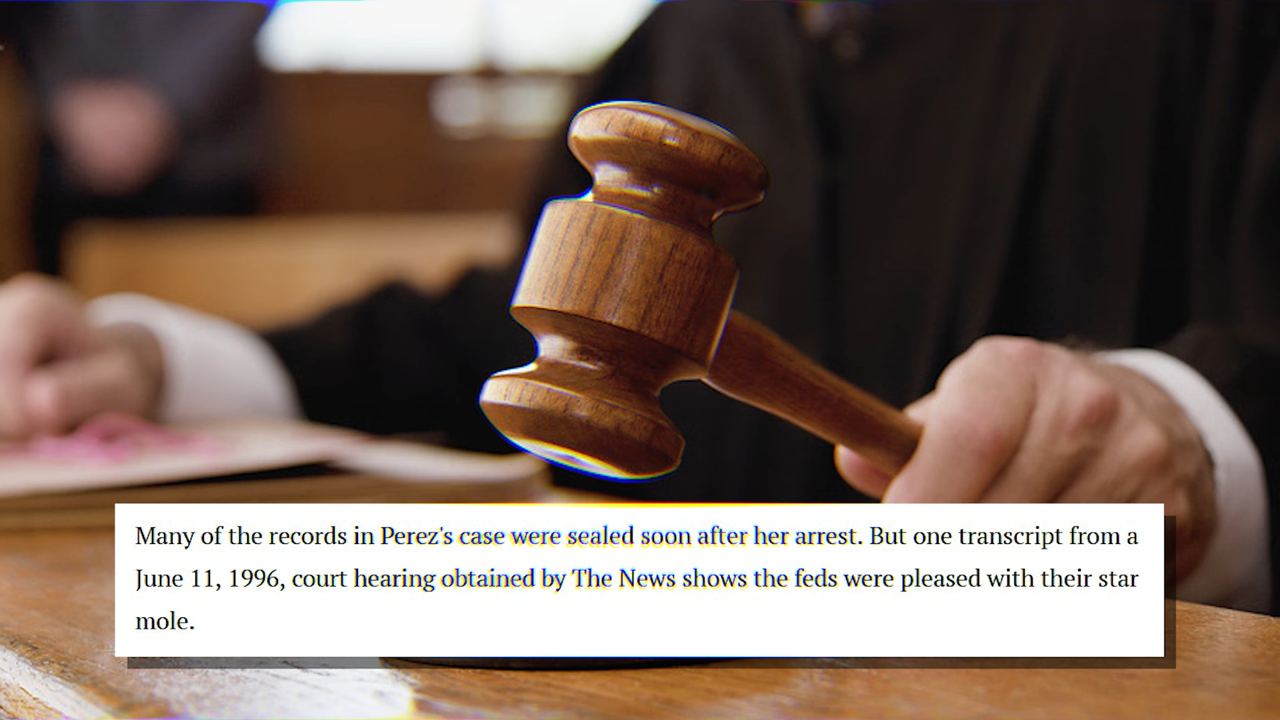 Many of the records in Perez's case were sealed soon after her arrest. But one transcript from a
June 11, 1996, court hearing obtained by The News shows the feds were pleased with their star
mole.